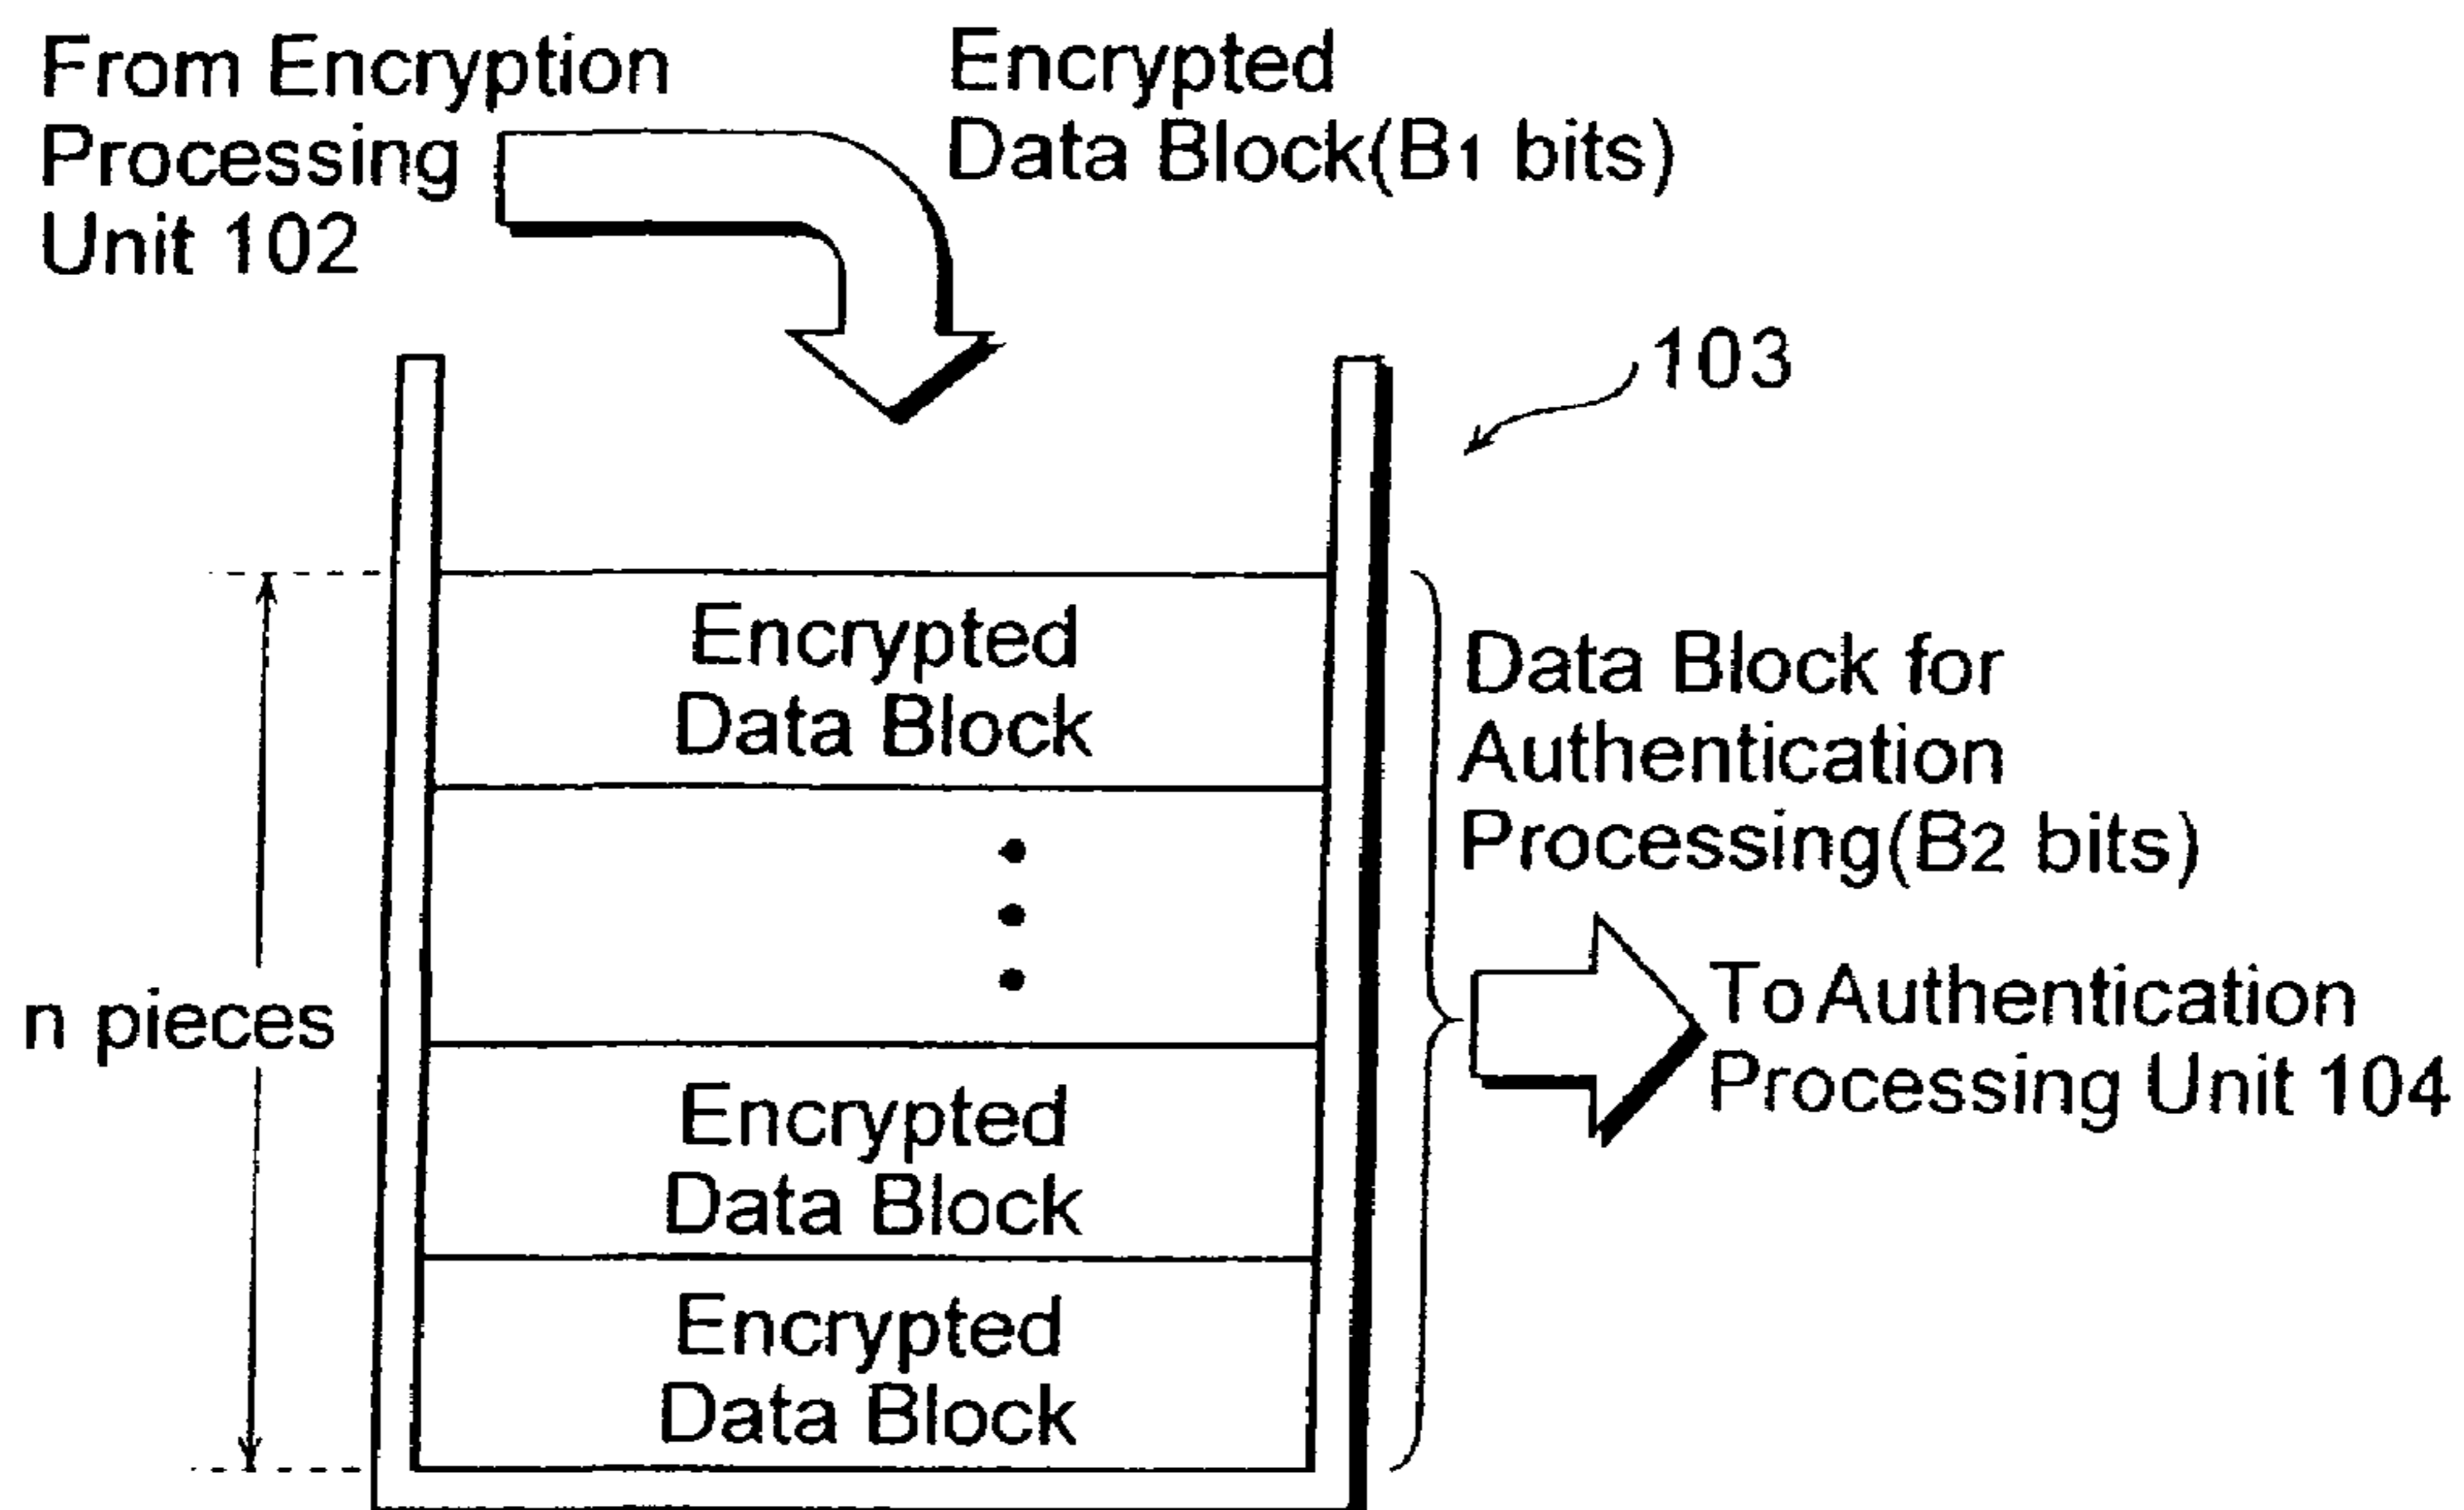 From Encryption
Processing
Unit 102
Encrypted
Data Block(B1 bits)
103
Encrypted
Data Block
Data Block for
Authentication
Processing(B2 bits)
n pieces
To Authentication
Processing Unit 104
Encrypted
Data Block
Encrypted
Data Block